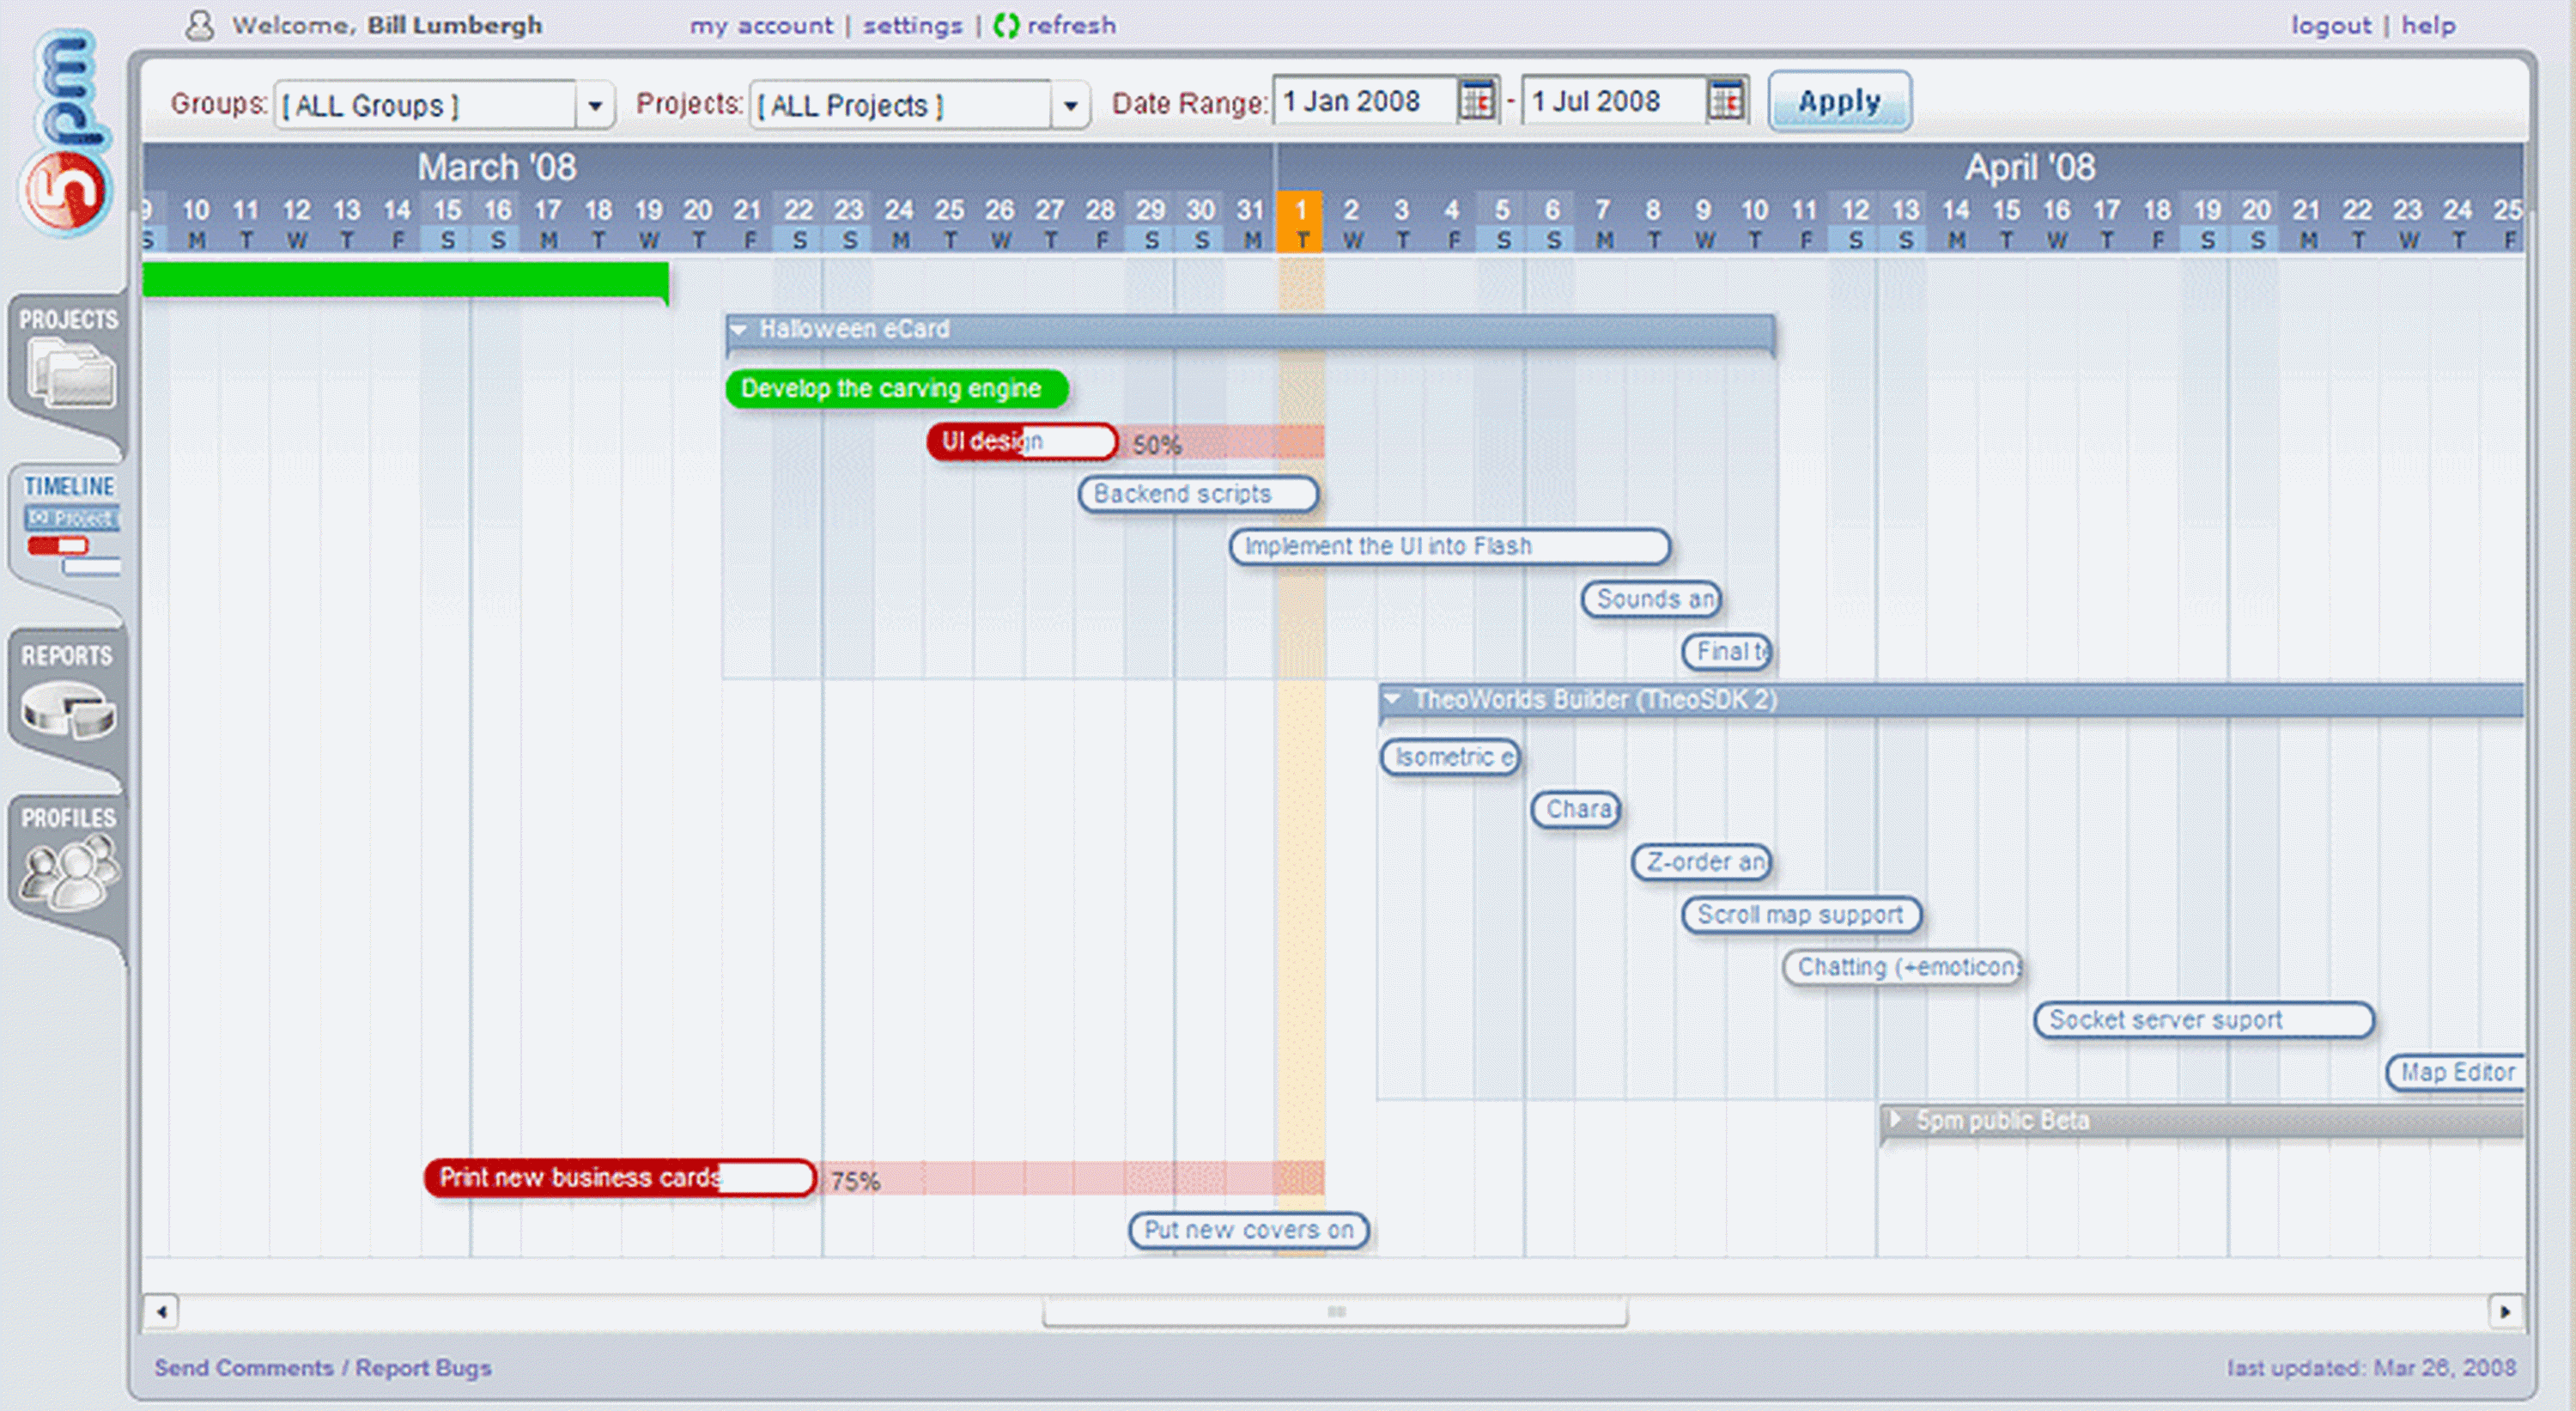 Welcome, Bill Lumbergh my account | settings | refresh logout | help
5pm
Groups: [ ALL Groups ] Projects: [ ALL Projects ] Date Range: 1 Jan 2008 - 1 Jul 2008 Apply
March '08 April '08
9 10 11 12 13 14 15 16 17 18 19 20 21 22 23 24 25 26 27 28 29 30 31 1 2 3 4 5 6 7 8 9 10 11 12 13 14 15 16 17 18 19 20 21 22 23 24 25
S M T W T F S S M T W T F S S M T W T F S S M T W T F S S M T W T F S S M T W T F S S M T W T F
PROJECTS
Halloween eCard
Develop the carving engine
UI design 50%
TIMELINE
Project
Backend scripts
Implement the UI into Flash
Sounds an
REPORTS
Final te
TheoWorlds Builder (TheoSDK 2)
Isometric e
PROFILES
Chara
Z-order an
Scroll map support
Chatting (+emoticons
Socket server suport
Map Editor
5pm public Beta
Print new business cards 75%
Put new covers on
Send Comments / Report Bugs last updated: Mar 26, 2008